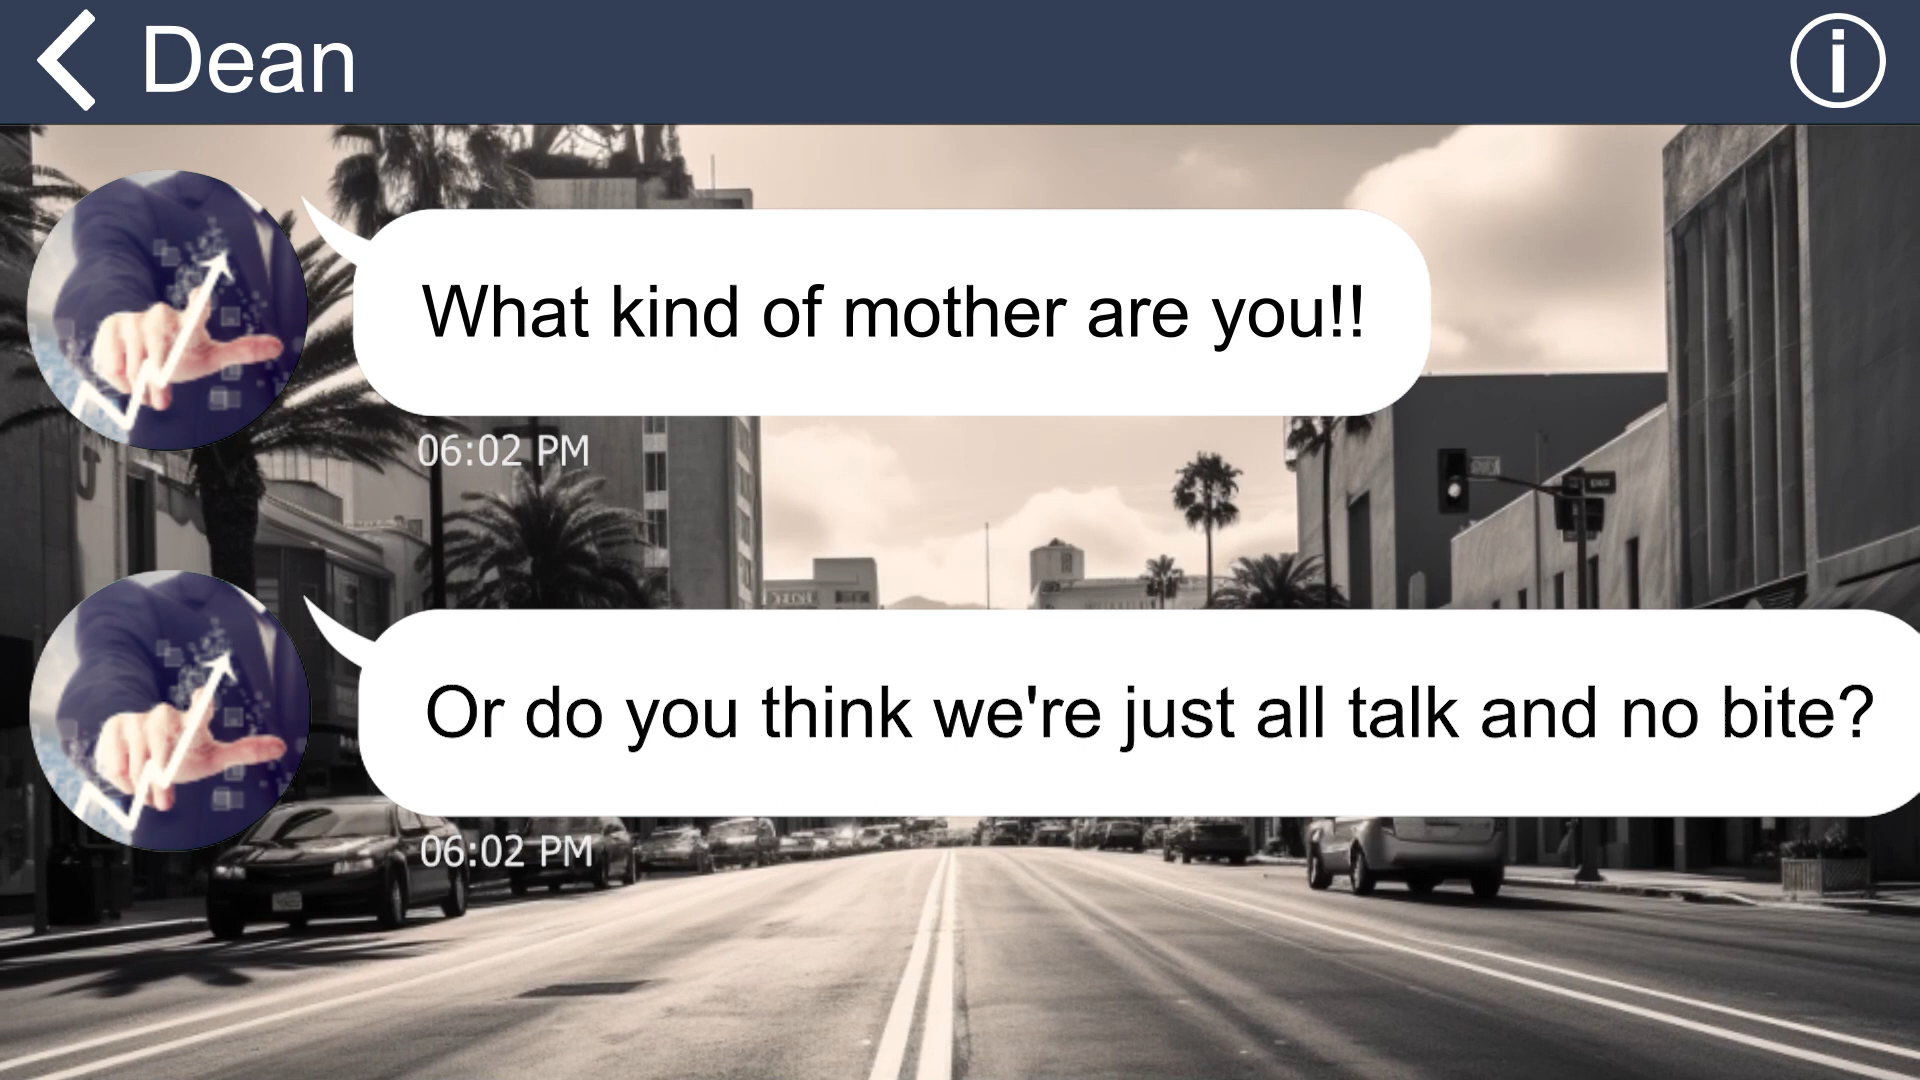 Dean
What kind of mother are you!!
06:02 PM
Or do you think we're just all talk and no bite?
06:02 PM